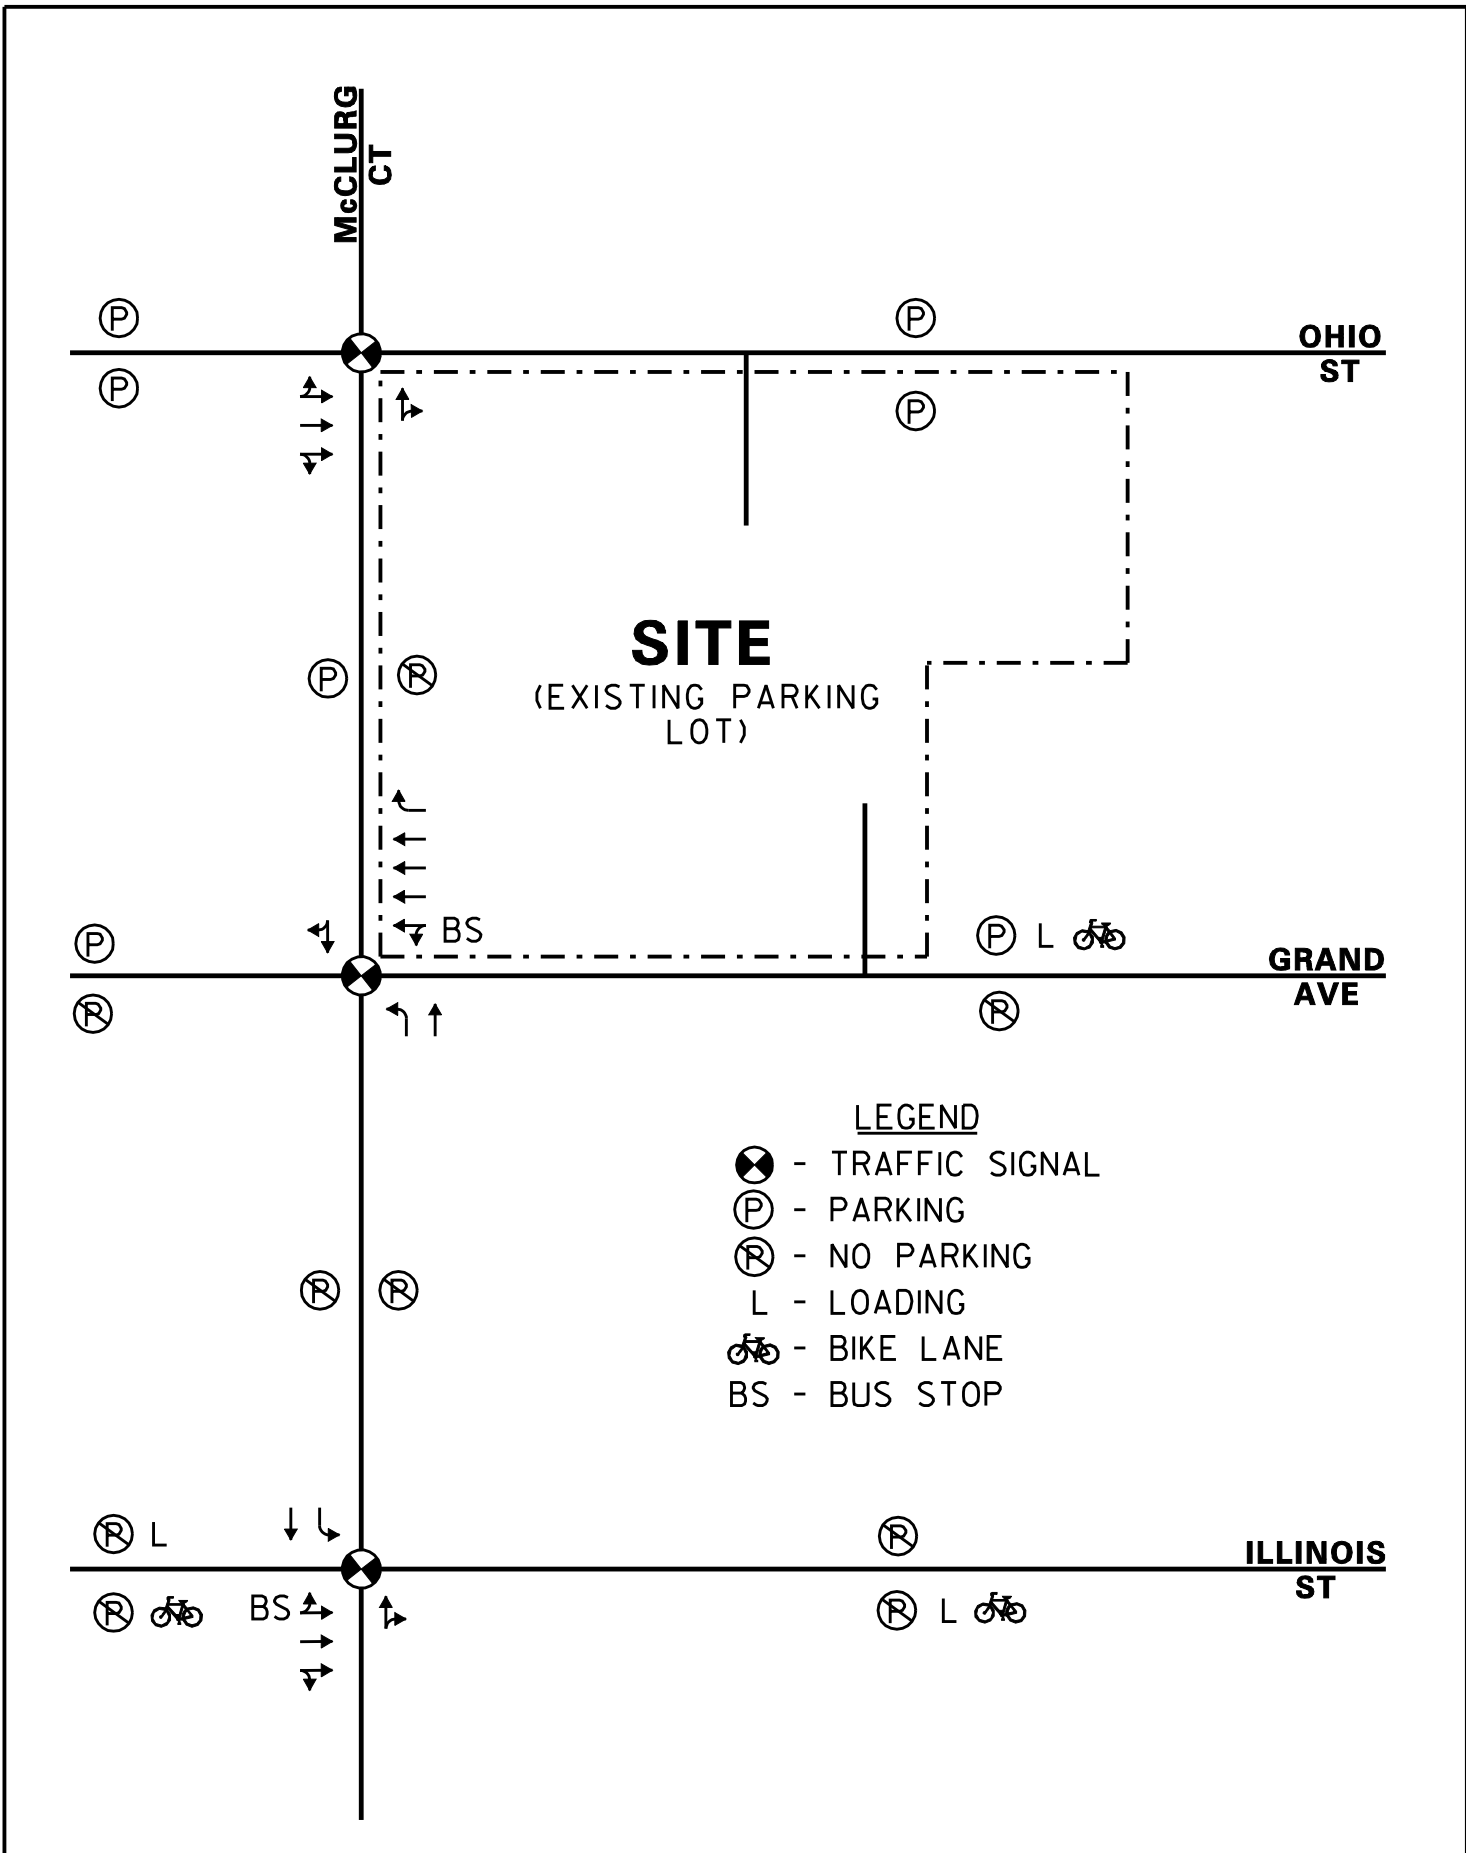 McCLURG
CT
P
P
OHIO
ST
P
P
SITE
(EXISTING PARKING
LOT)
P
P
BS
P
P L
GRAND
AVE
P
P
LEGEND
- TRAFFIC SIGNAL
P - PARKING
P - NO PARKING
L - LOADING
- BIKE LANE
BS - BUS STOP
P
P
P L
P
ILLINOIS
ST
P
BS
P L